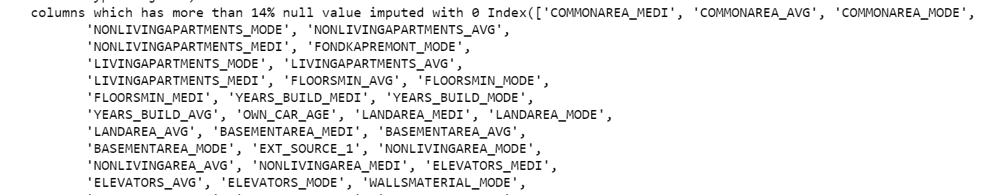 columns which has more than 14% null value imputed with 0 Index(['COMMONAREA_MEDI', 'COMMONAREA_AVG', 'COMMONAREA_MODE',
'NONLIVINGAPARTMENTS_MODE', 'NONLIVINGAPARTMENTS_AVG',
'NONLIVINGAPARTMENTS_MEDI', 'FONDKAPREMONT_MODE',
'LIVINGAPARTMENTS_MODE', 'LIVINGAPARTMENTS_AVG',
'LIVINGAPARTMENTS_MEDI', 'FLOORSMIN_AVG', 'FLOORSMIN_MODE',
'FLOORSMIN_MEDI', 'YEARS_BUILD_MEDI', 'YEARS_BUILD_MODE',
'YEARS_BUILD_AVG', 'OWN_CAR_AGE', 'LANDAREA_MEDI', 'LANDAREA_MODE',
'LANDAREA_AVG', 'BASEMENTAREA_MEDI', 'BASEMENTAREA_AVG',
'BASEMENTAREA_MODE', 'EXT_SOURCE_1', 'NONLIVINGAREA_MODE',
'NONLIVINGAREA_AVG', 'NONLIVINGAREA_MEDI', 'ELEVATORS_MEDI',
'ELEVATORS_AVG', 'ELEVATORS_MODE', 'WALLSMATERIAL_MODE',